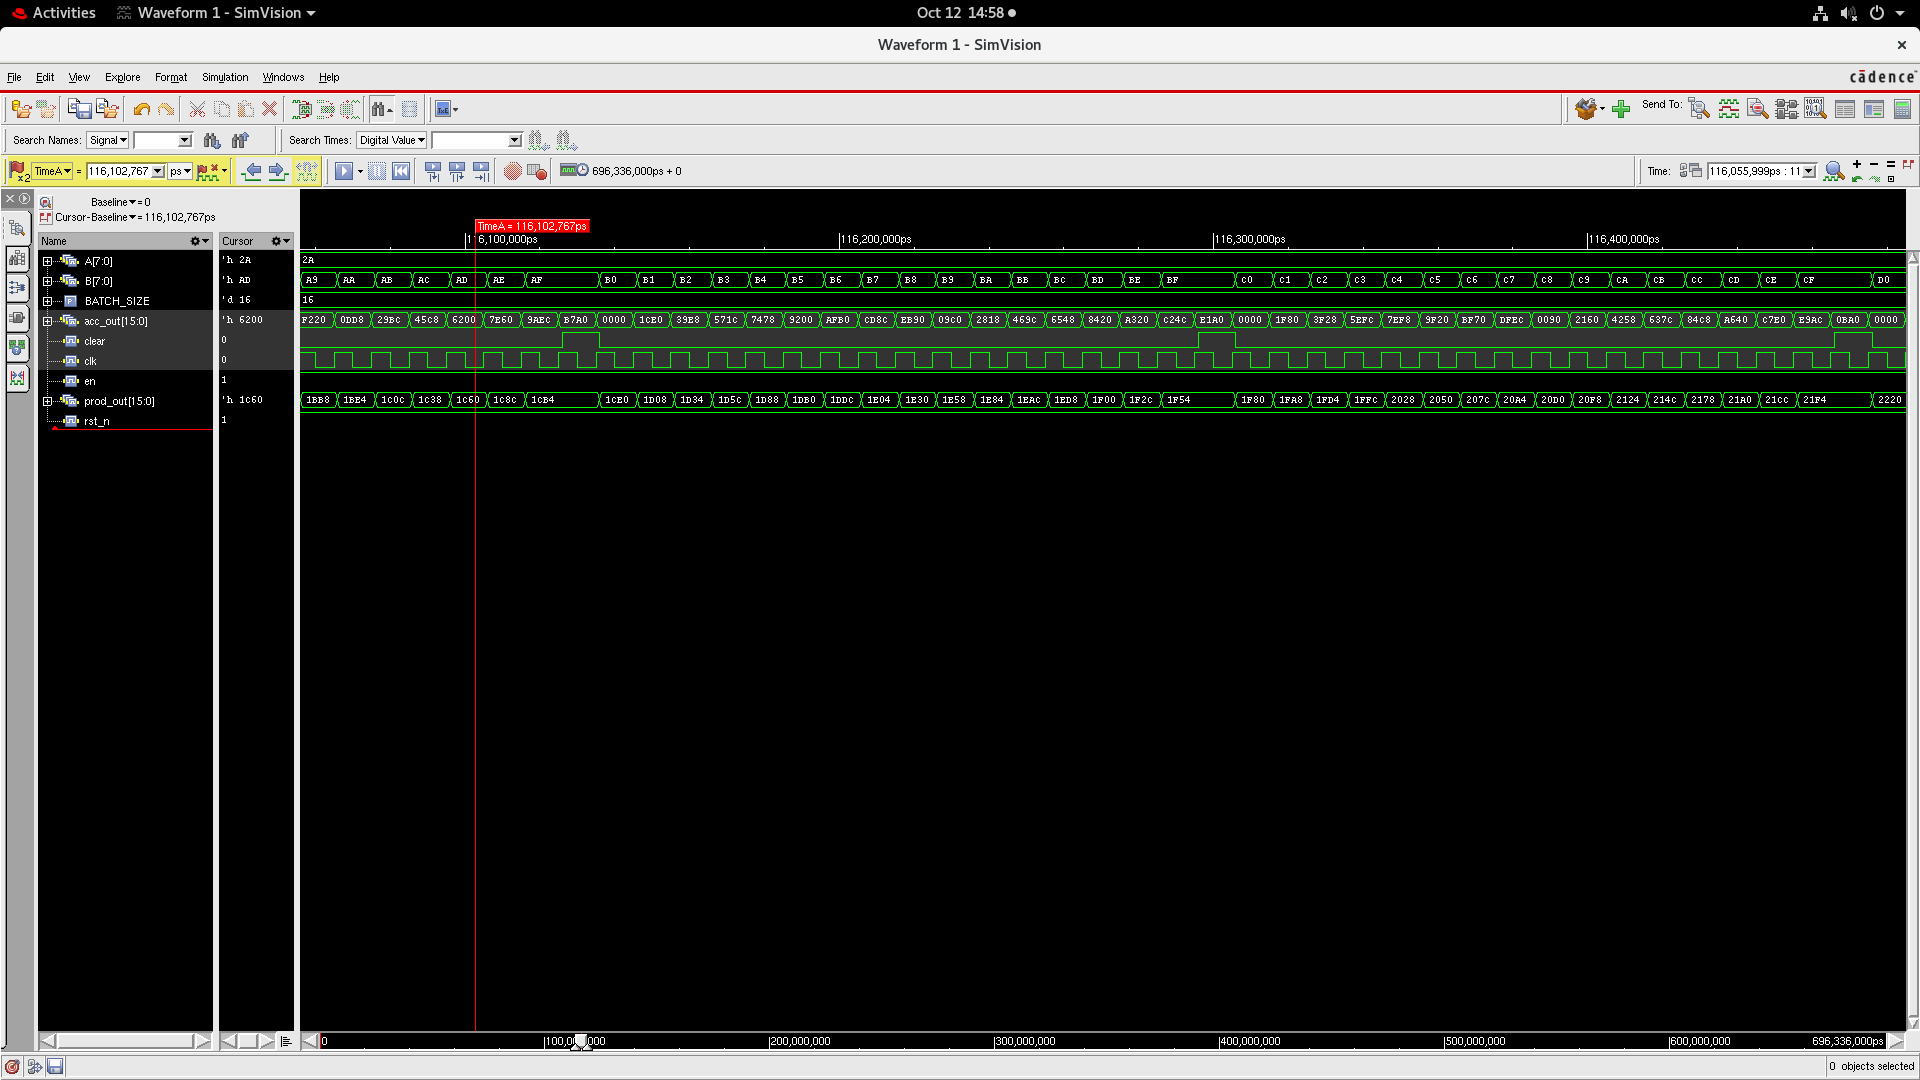 Activities Waveform 1 - SimVision Oct 12 14:58
Waveform 1 - SimVision
File Edit View Explore Format Simulation Windows Help cādence
Send To:
Search Names: Signal Search Times: Digital Value
x2 TimeA = 116,102,767 ps 696,336,000ps + 0 Time: 116,055,999ps : 11
Baseline = 0
Cursor-Baseline = 116,102,767ps
TimeA = 116,102,767ps
Name Cursor 116,100,000ps 116,200,000ps 116,300,000ps 116,400,000ps
A[7:0] 'h 2A 2A
B[7:0] 'h AD A9 AA AB AC AD AE AF B0 B1 B2 B3 B4 B5 B6 B7 B8 B9 BA BB BC BD BE BF C0 C1 C2 C3 C4 C5 C6 C7 C8 C9 CA CB CC CD CE CF D0
BATCH_SIZE 'd 16 16
acc_out[15:0] 'h 6200 F220 0DD8 29BC 45C8 6200 7E60 9AEC B7A0 0000 1CE0 39E8 571C 7478 9200 AFB0 CD8C EB90 09C0 2818 469C 6548 8420 A320 C24C E1A0 0000 1F80 3F28 5EFC 7EF8 9F20 BF70 DFEC 0090 2160 4258 637C 84C8 A640 C7E0 E9AC 0BA0 0000
clear 0
clk 0
en 1
prod_out[15:0] 'h 1C60 1BB8 1BE4 1C0C 1C38 1C60 1C8C 1CB4 1CE0 1D08 1D34 1D5C 1D88 1DB0 1DDC 1E04 1E30 1E58 1E84 1EAC 1ED8 1F00 1F2C 1F54 1F80 1FA8 1FD4 1FFC 2028 2050 207C 20A4 20D0 20F8 2124 214C 2178 21A0 21CC 21F4 2220
rst_n 1
0 200,000,000 300,000,000 400,000,000 500,000,000 600,000,000 696,336,000ps
0 objects selected